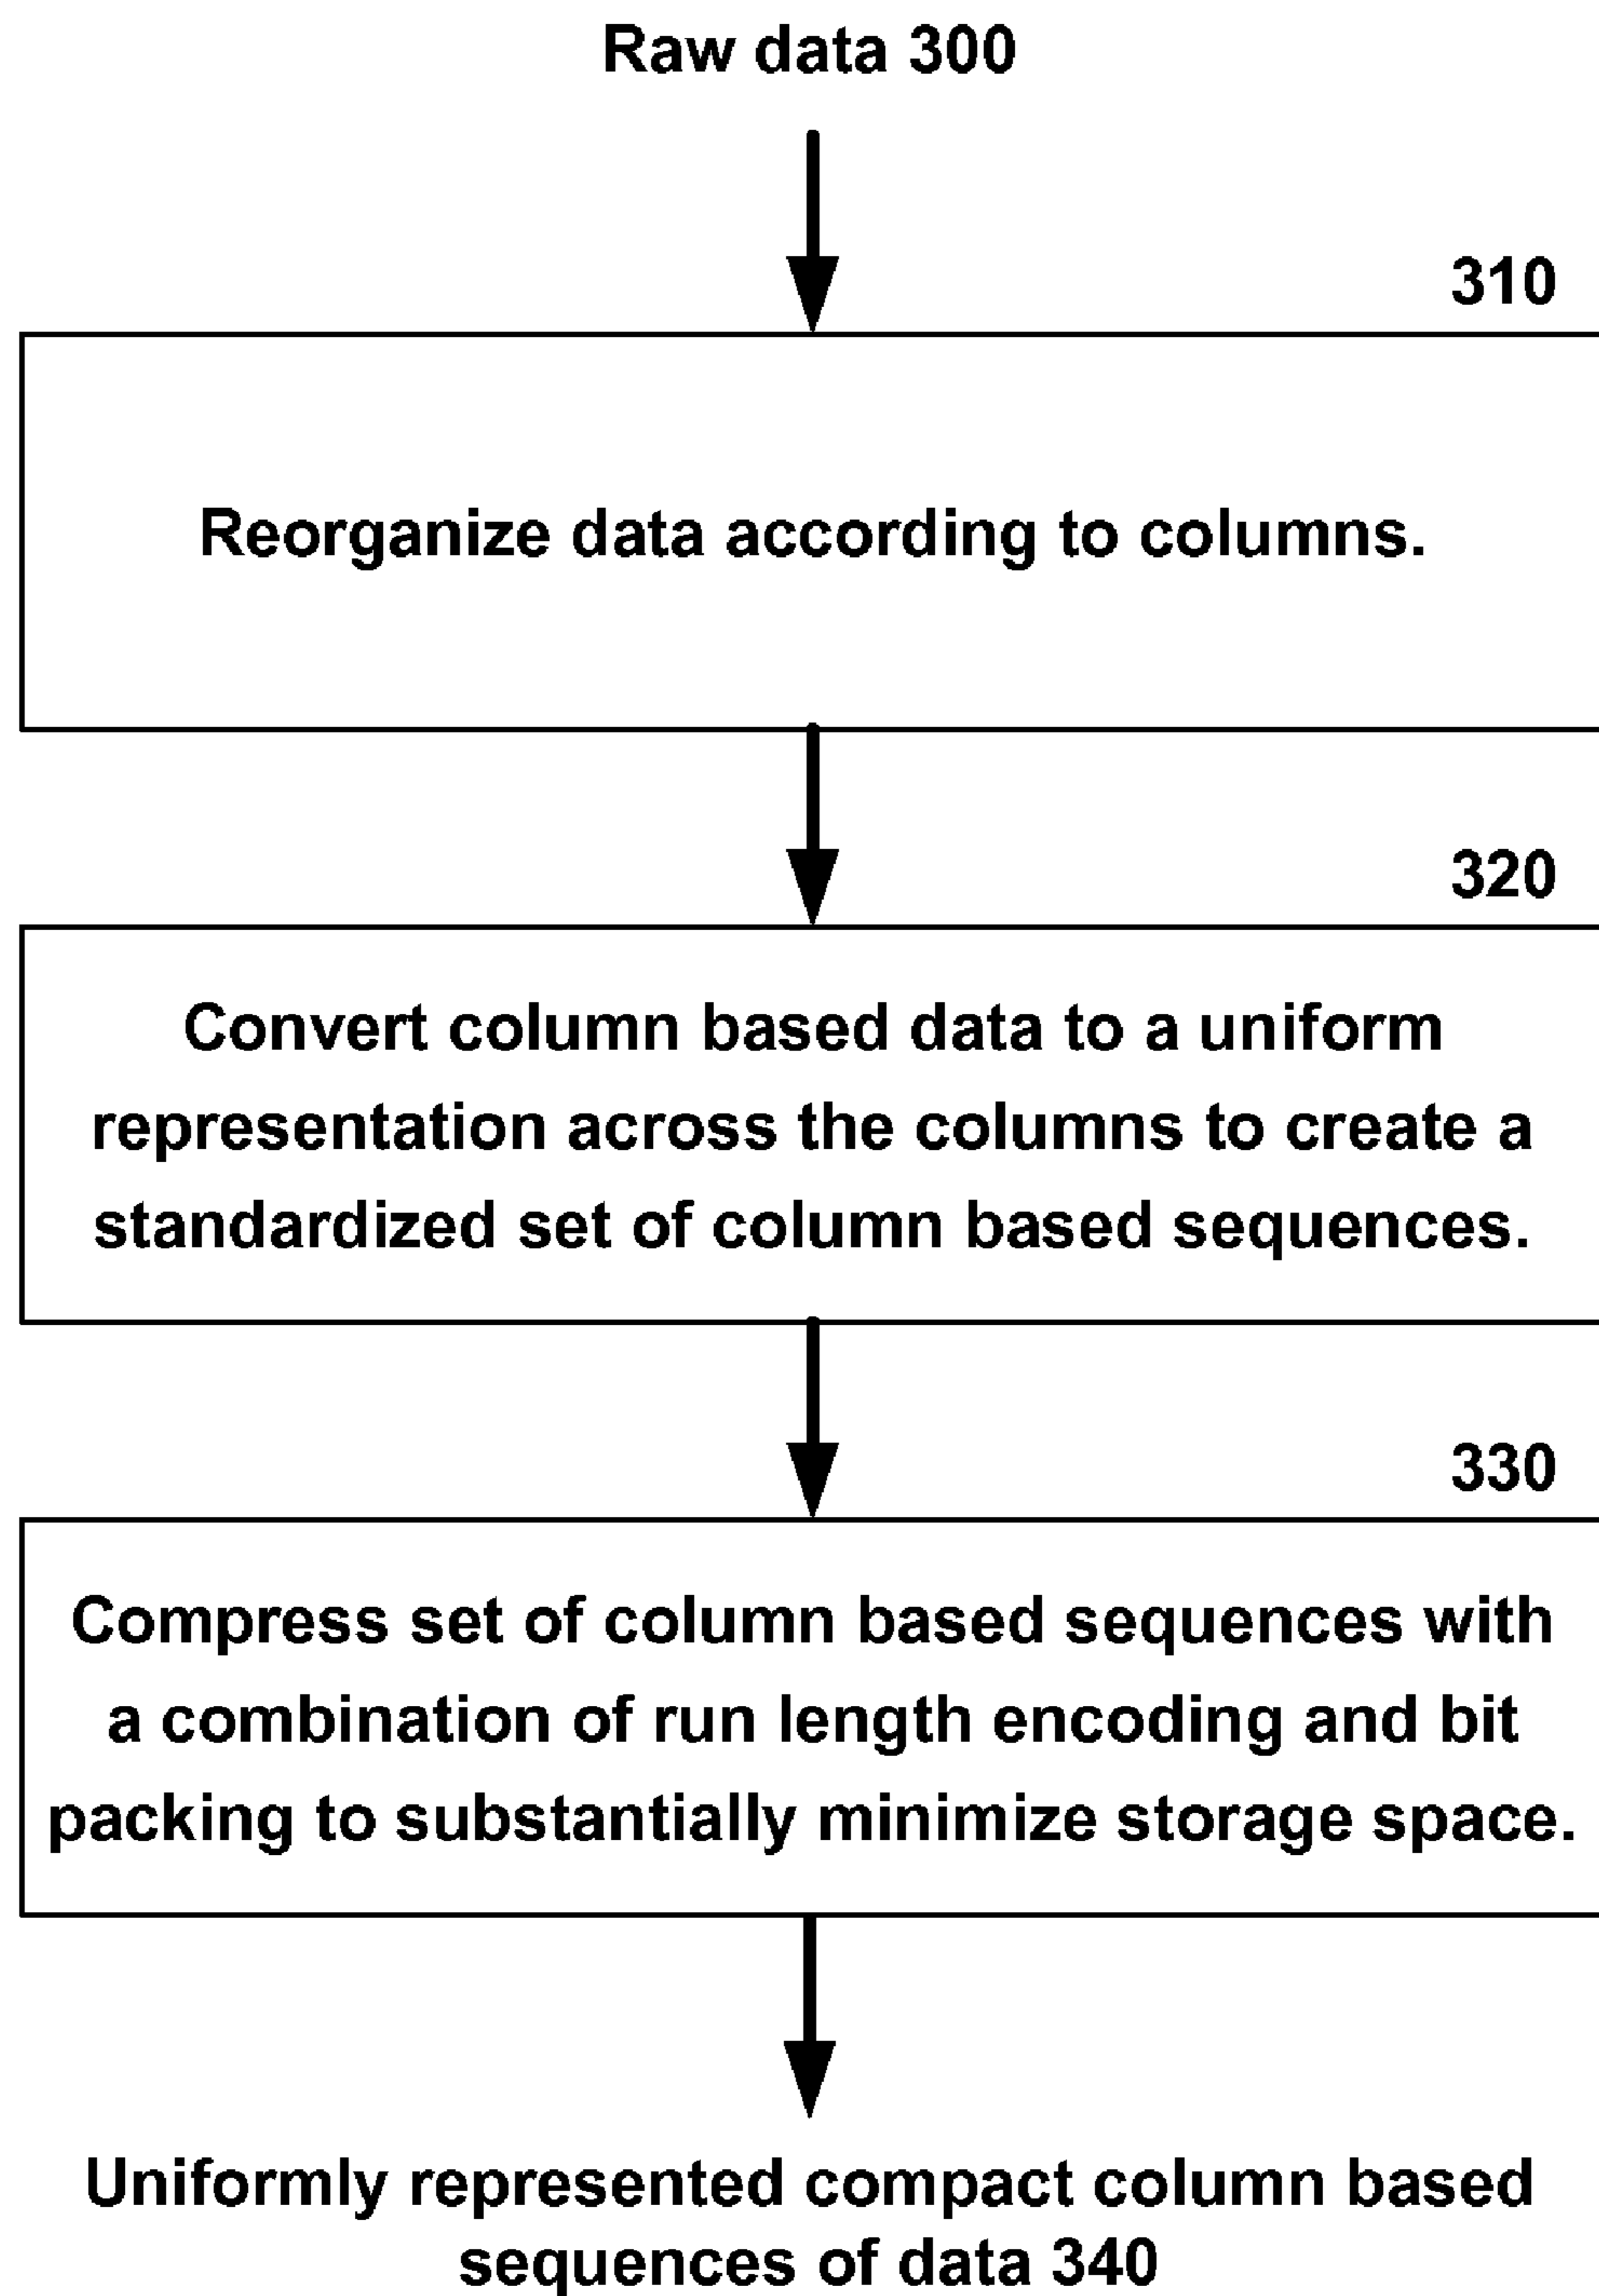 Raw data 300
310
Reorganize data according to columns.
320
Convert column based data to a uniform
representation across the columns to create a
standardized set of column based sequences.
330
Compress set of column based sequences with
a combination of run length encoding and bit
packing to substantially minimize storage space.
Uniformly represented compact column based
sequences of data 340